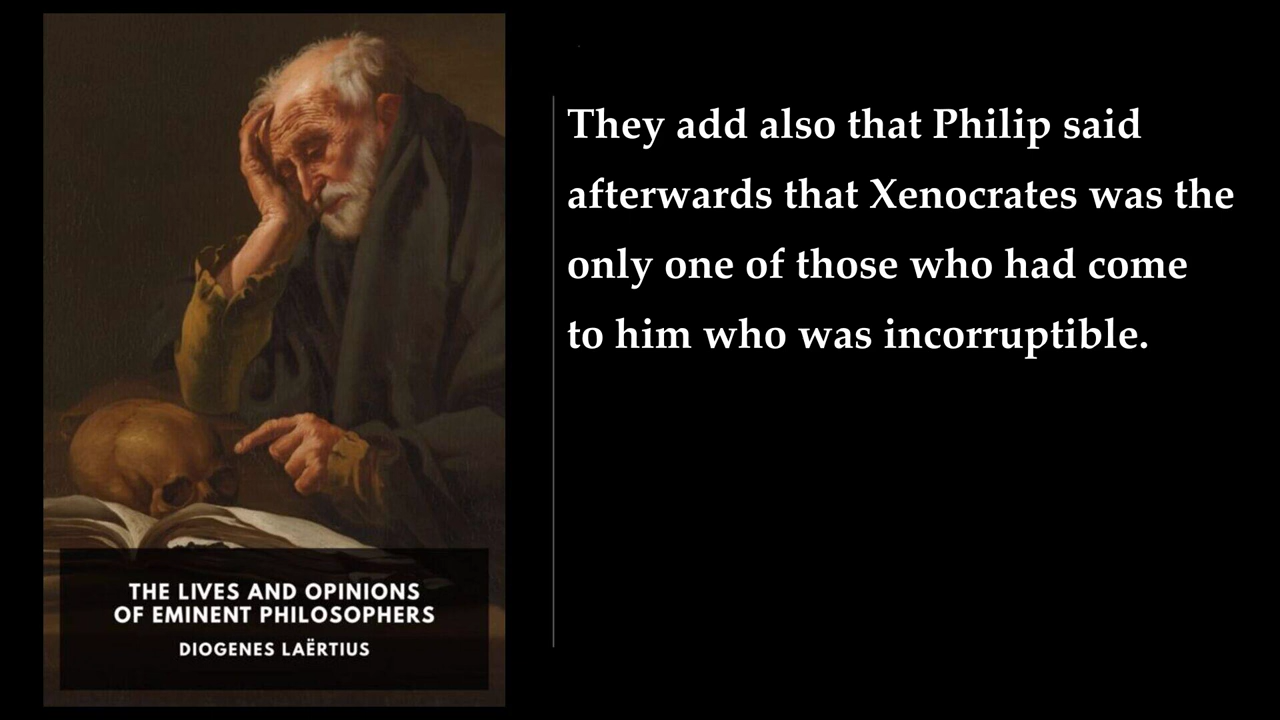 THE LIVES AND OPINIONS
OF EMINENT PHILOSOPHERS
DIOGENES LAËRTIUS
They add also that Philip said
afterwards that Xenocrates was the
only one of those who had come
to him who was incorruptible.